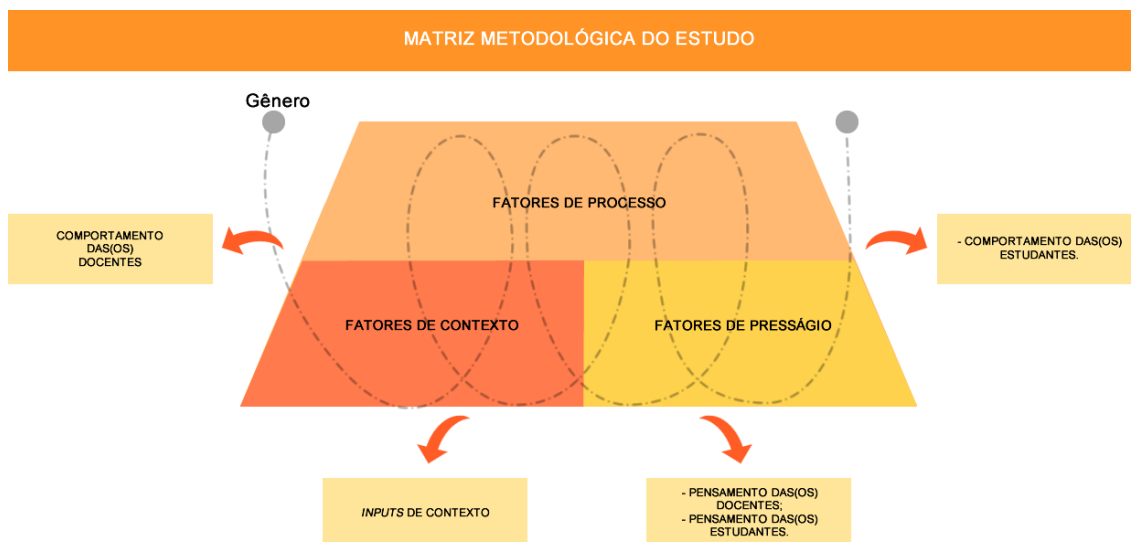 MATRIZ METODOLÓGICA DO ESTUDO
Gênero
FATORES DE PROCESSO
COMPORTAMENTO
DAS(OS)
DOCENTES
- COMPORTAMENTO DAS(OS)
ESTUDANTES.
FATORES DE CONTEXTO
FATORES DE PRESSÁGIO
INPUTS DE CONTEXTO
- PENSAMENTO DAS(OS)
DOCENTES;
- PENSAMENTO DAS(OS)
ESTUDANTES.